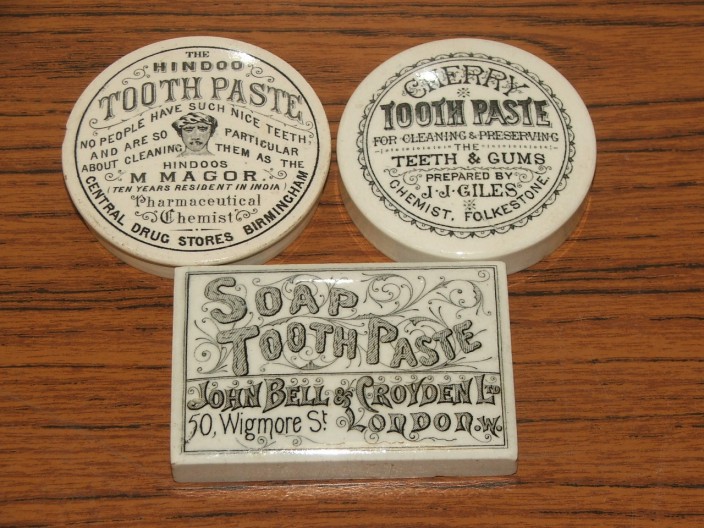 THE
HINDOO
TOOTH PASTE
NO PEOPLE HAVE SUCH NICE TEETH,
AND ARE SO PARTICULAR
ABOUT CLEANING THEM AS THE
HINDOOS
M MAGOR.
(TEN YEARS RESIDENT IN INDIA)
Pharmaceutical
Chemist
CENTRAL DRUG STORES BIRMINGHAM
CHERRY
TOOTH PASTE
FOR CLEANING & PRESERVING
THE
TEETH & GUMS
PREPARED BY
J.J. GILES
CHEMIST. FOLKESTONE.
SOAP
TOOTH PASTE
JOHN BELL & CROYDEN LTD
50, Wigmore St LONDON.W.